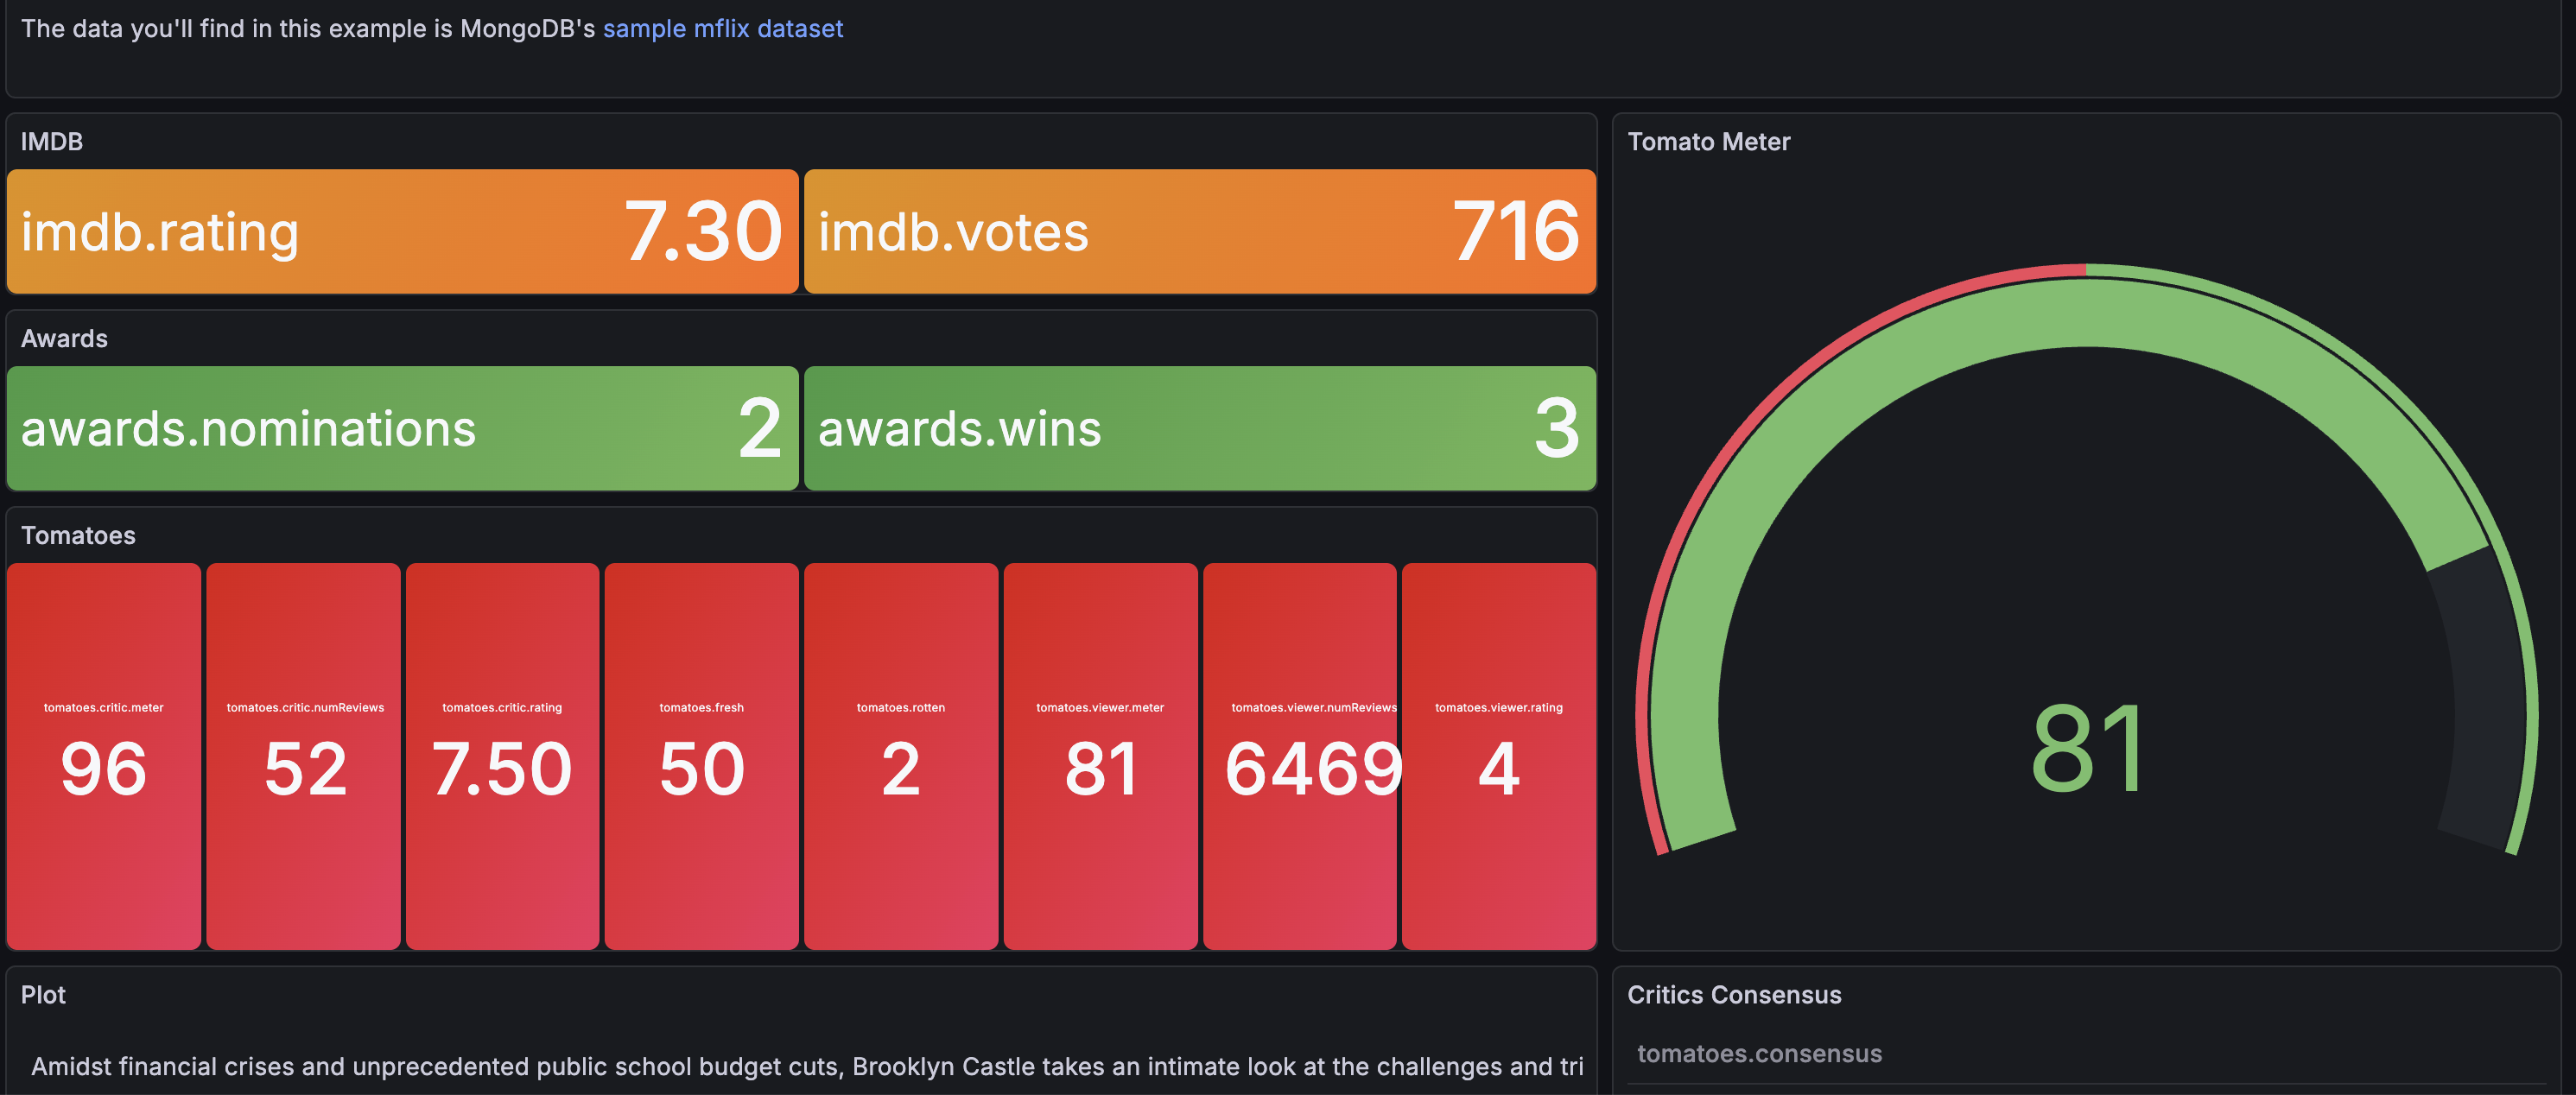 The data you'll find in this example is MongoDB's sample mflix dataset
IMDB
imdb.rating 7.30
imdb.votes 716
Awards
awards.nominations 2
awards.wins 3
Tomatoes
tomatoes.critic.meter
96
tomatoes.critic.numReviews
52
tomatoes.critic.rating
7.50
tomatoes.fresh
50
tomatoes.rotten
2
tomatoes.viewer.meter
81
tomatoes.viewer.numReviews
6469
tomatoes.viewer.rating
4
Tomato Meter
81
Plot
Amidst financial crises and unprecedented public school budget cuts, Brooklyn Castle takes an intimate look at the challenges and tri
Critics Consensus
tomatoes.consensus